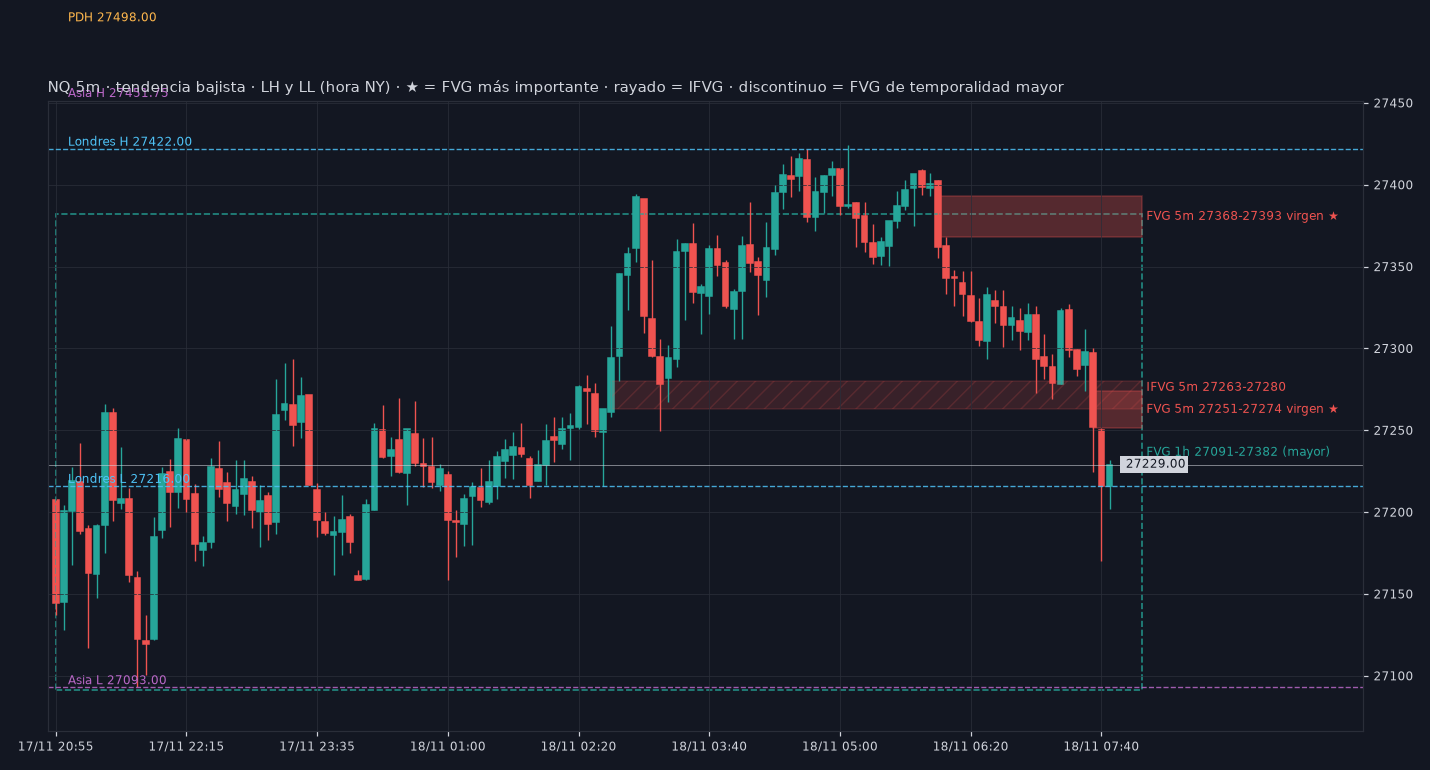 PDH 27498.00
NQ 5m · tendencia bajista · LH y LL (hora NY) · ★ = FVG más importante · rayado = IFVG · discontinuo = FVG de temporalidad mayor
Asia H 27451.75
27450
Londres H 27422.00
27400
FVG 5m 27368-27393 virgen ★
27350
27300
IFVG 5m 27263-27280
FVG 5m 27251-27274 virgen ★
27250
FVG 1h 27091-27382 (mayor)
27229.00
Londres L 27216.00
27200
27150
Asia L 27093.00
27100
17/11 20:55 17/11 22:15 17/11 23:35 18/11 01:00 18/11 02:20 18/11 03:40 18/11 05:00 18/11 06:20 18/11 07:40